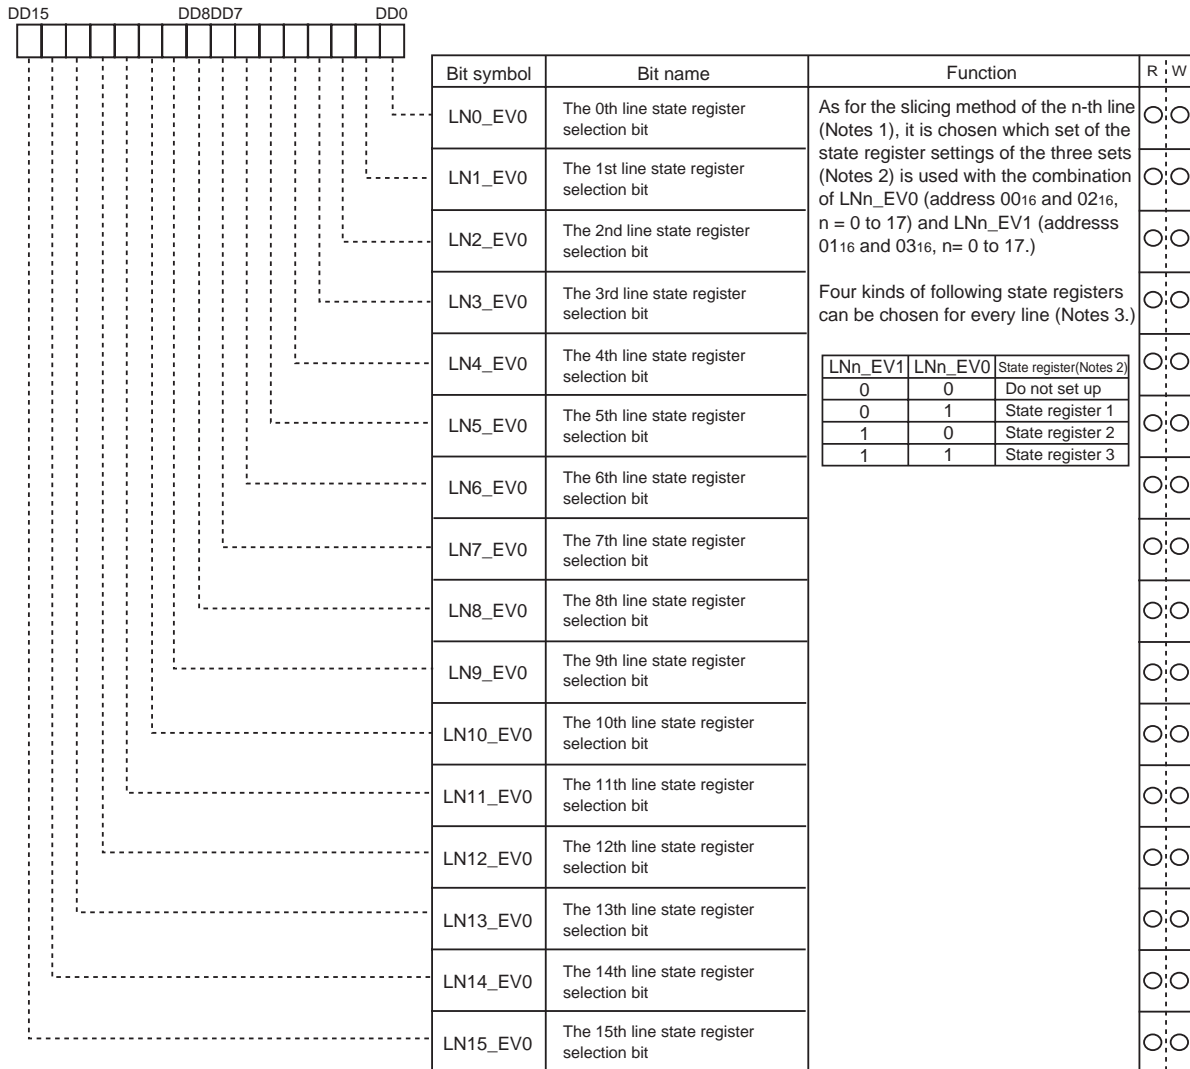 DD15 DD8DD7 DD0
Bit symbol Bit name Function R W
LN0_EV0 The 0th line state register
selection bit
LN1_EV0 The 1st line state register
selection bit
LN2_EV0 The 2nd line state register
selection bit
LN3_EV0 The 3rd line state register
selection bit
LN4_EV0 The 4th line state register
selection bit
LN5_EV0 The 5th line state register
selection bit
LN6_EV0 The 6th line state register
selection bit
LN7_EV0 The 7th line state register
selection bit
LN8_EV0 The 8th line state register
selection bit
LN9_EV0 The 9th line state register
selection bit
LN10_EV0 The 10th line state register
selection bit
LN11_EV0 The 11th line state register
selection bit
LN12_EV0 The 12th line state register
selection bit
LN13_EV0 The 13th line state register
selection bit
LN14_EV0 The 14th line state register
selection bit
LN15_EV0 The 15th line state register
selection bit
As for the slicing method of the n-th line
(Notes 1), it is chosen which set of the
state register settings of the three sets
(Notes 2) is used with the combination
of LNn_EV0 (address 0016 and 0216,
n = 0 to 17) and LNn_EV1 (addresss
0116 and 0316, n= 0 to 17.)
Four kinds of following state registers
can be chosen for every line (Notes 3.)
LNn_EV1 LNn_EV0 State register(Notes 2)
0 0 Do not set up
0 1 State register 1
1 0 State register 2
1 1 State register 3